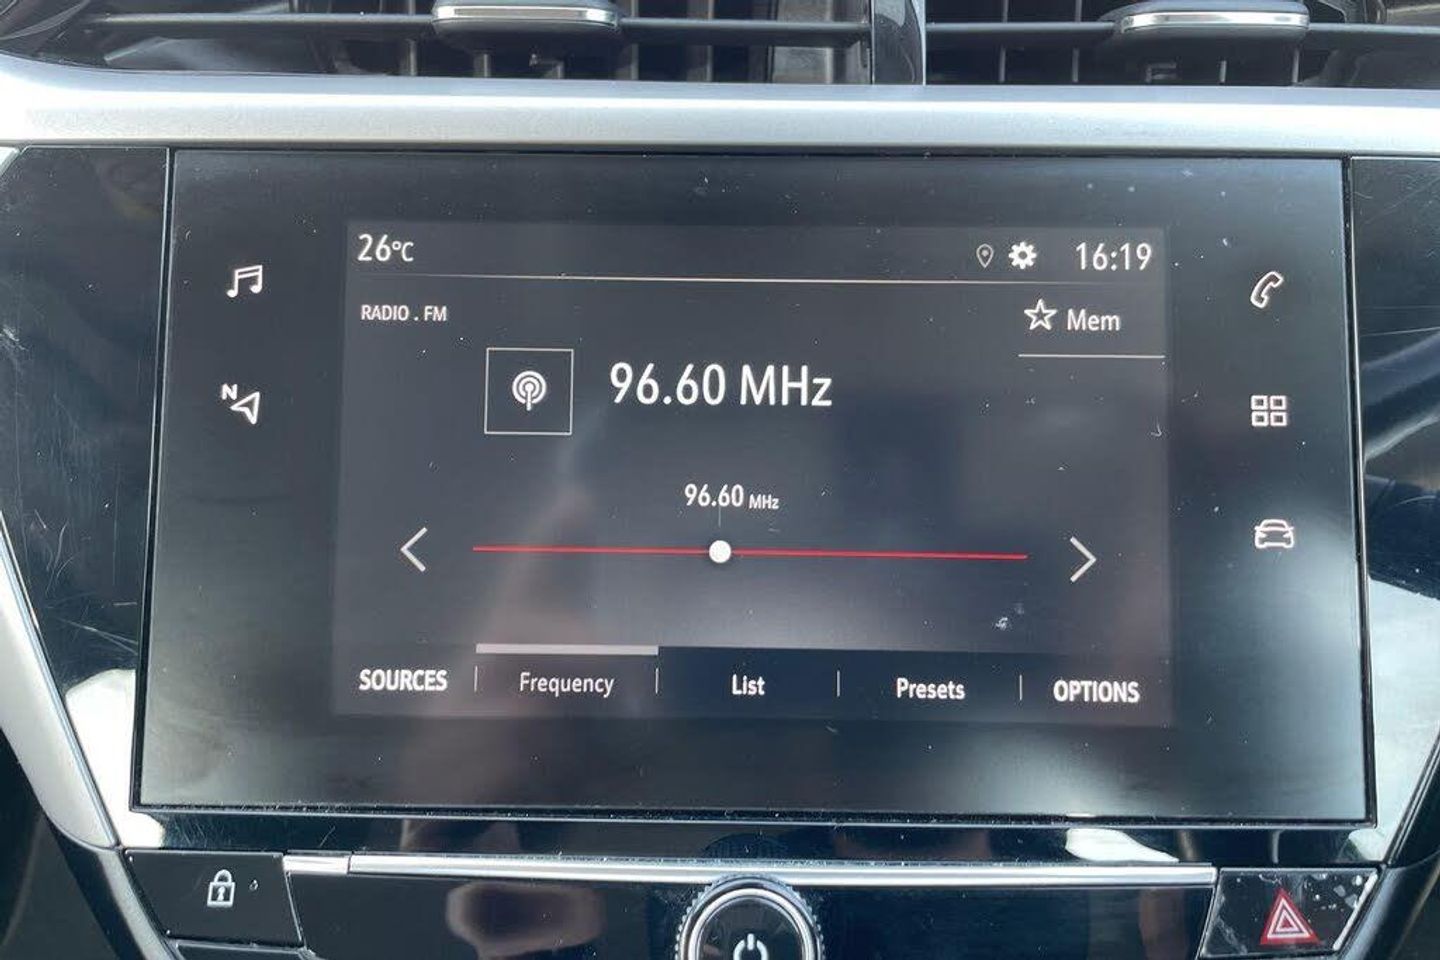 26°C 16:19
RADIO . FM
Mem
96.60 MHz
96.60 MHz
N
SOURCES Frequency List Presets OPTIONS